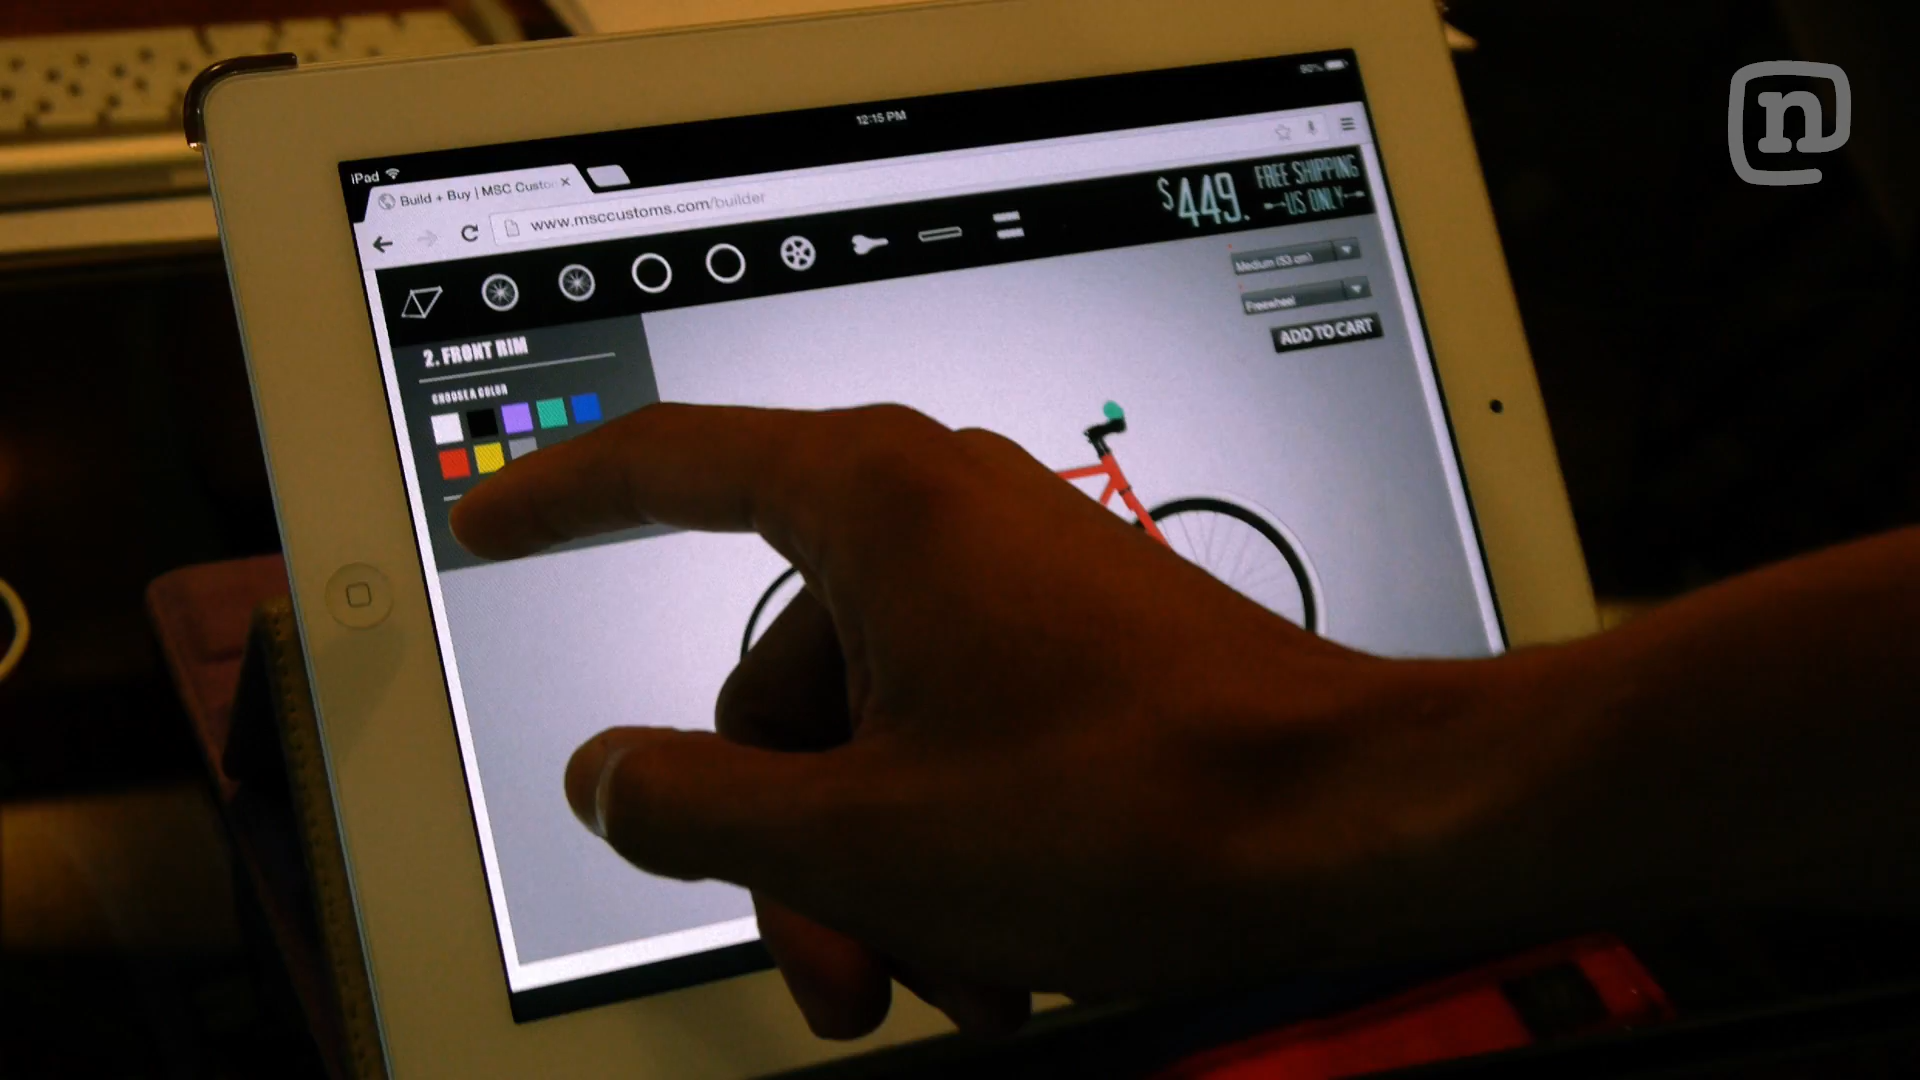 n
12:15 PM
90%
iPad
Build + Buy | MSC Custo
www.msccustoms.com/builder
$449.
FREE SHIPPING
US ONLY
Medium (53 cm)
Freewheel
ADD TO CART
2. FRONT RIM
CHOOSE A COLOR